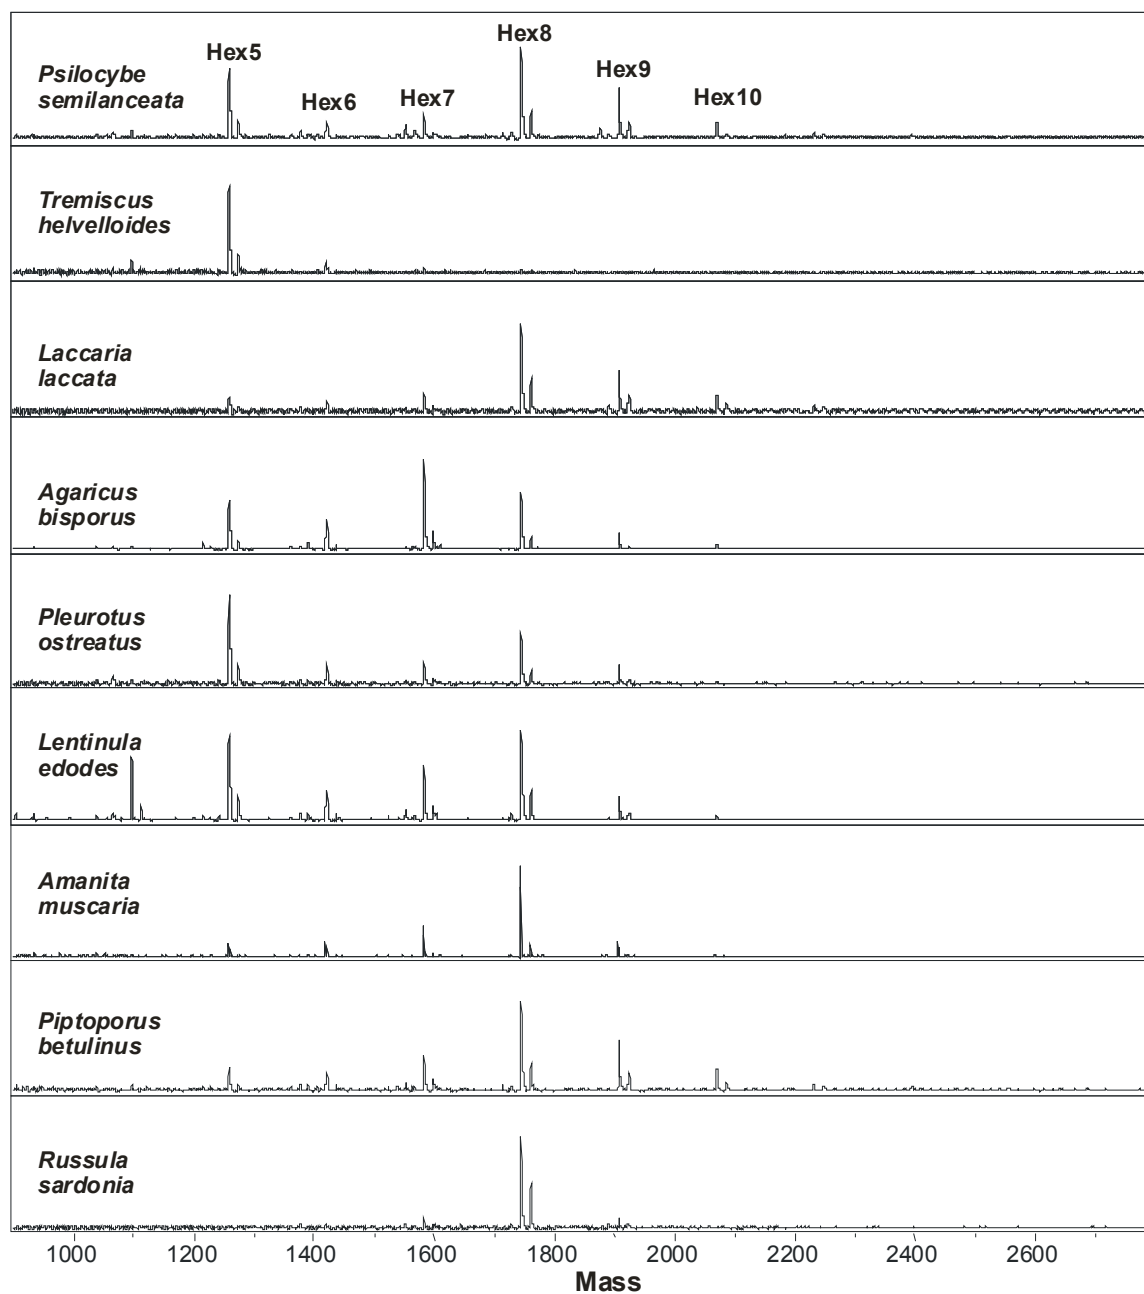 Hex5
Hex6
Hex7
Hex8
Hex9
Hex10
Psilocybe
semilanceata
Tremiscus
helvelloides
Laccaria
laccata
Agaricus
bisporus
Pleurotus
ostreatus
Lentinula
edodes
Amanita
muscaria
Piptoporus
betulinus
Russula
sardonia
1000 1200 1400 1600 1800 2000 2200 2400 2600
Mass